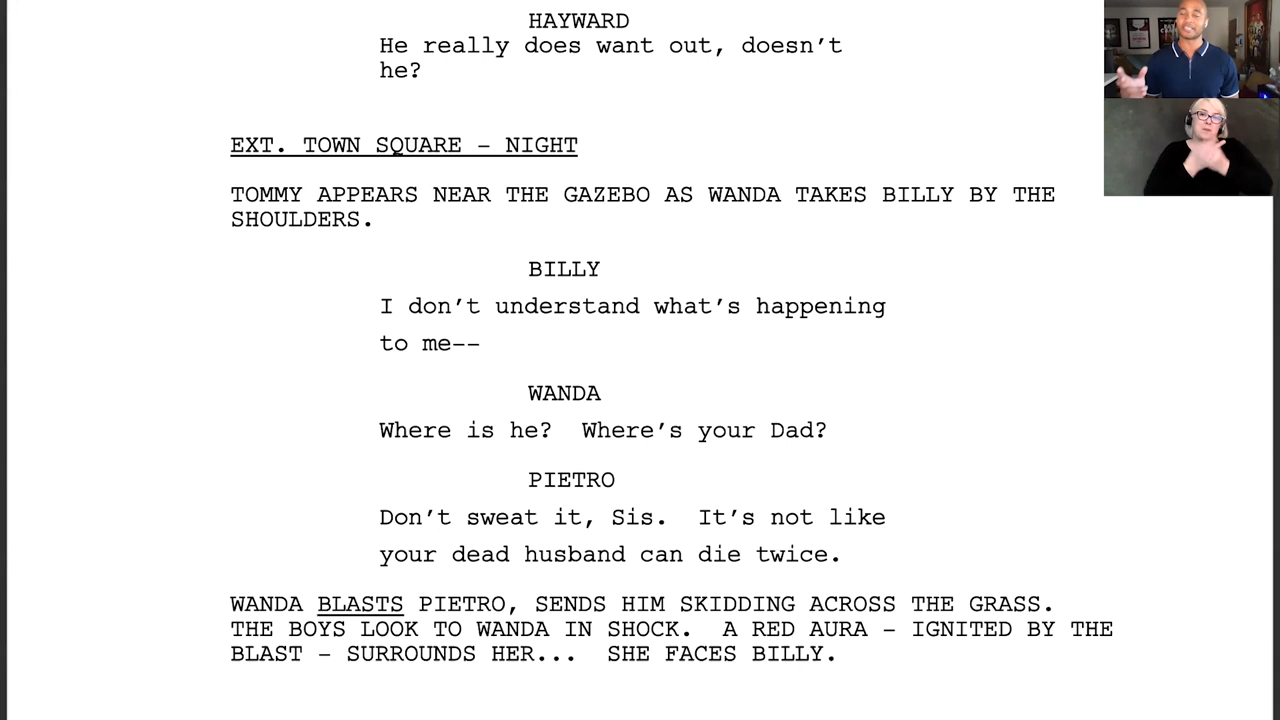 HAYWARD
He really does want out, doesn’t
he?
EXT. TOWN SQUARE – NIGHT
TOMMY APPEARS NEAR THE GAZEBO AS WANDA TAKES BILLY BY THE
SHOULDERS.
BILLY
I don’t understand what’s happening
to me--
WANDA
Where is he?  Where’s your Dad?
PIETRO
Don’t sweat it, Sis.  It’s not like
your dead husband can die twice.
WANDA BLASTS PIETRO, SENDS HIM SKIDDING ACROSS THE GRASS.
THE BOYS LOOK TO WANDA IN SHOCK.  A RED AURA – IGNITED BY THE
BLAST – SURROUNDS HER...  SHE FACES BILLY.